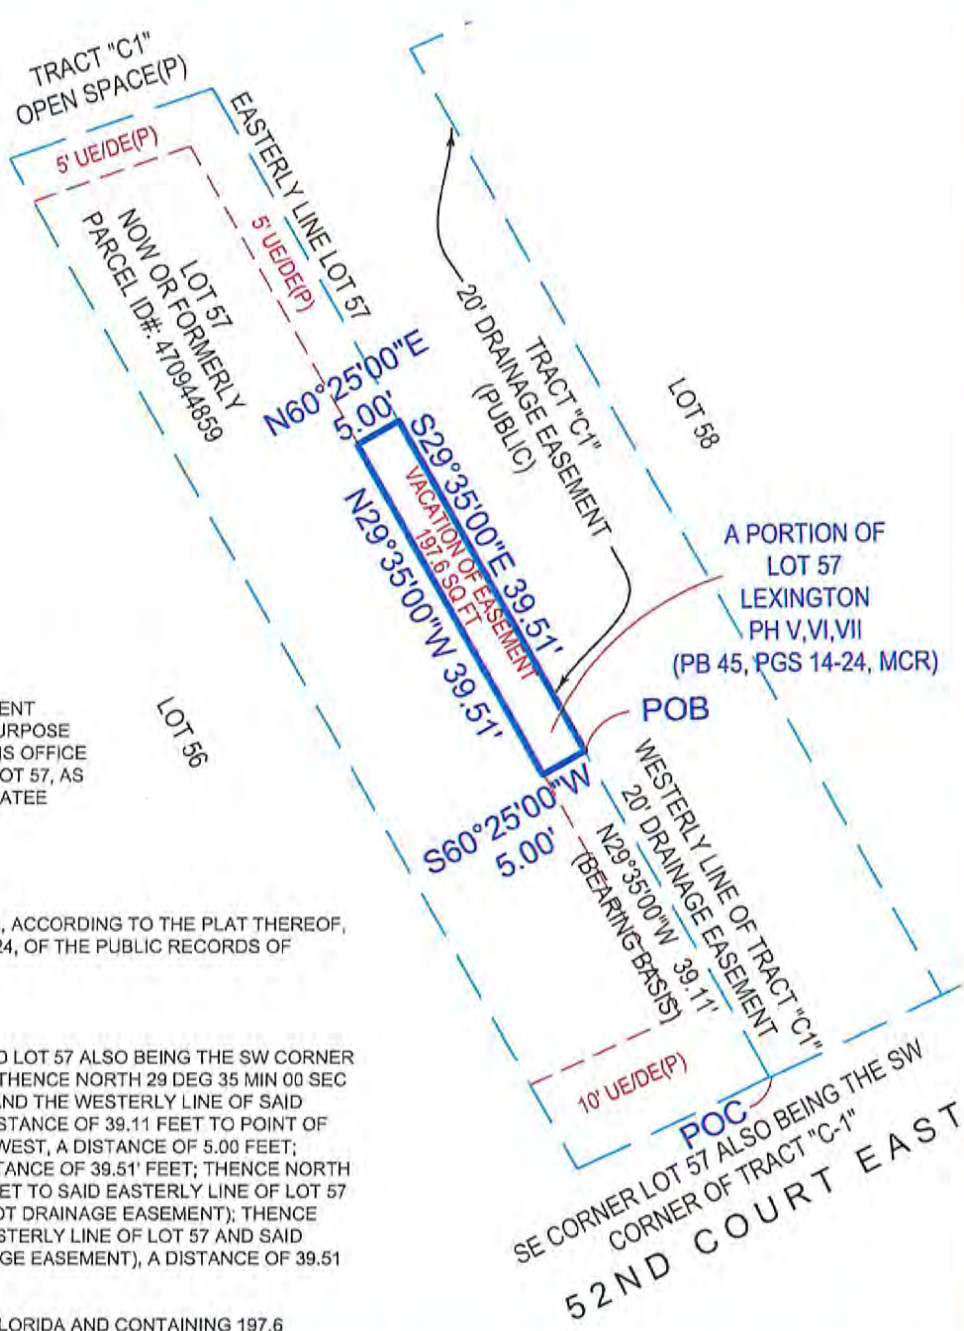 TRACT "C1"
OPEN SPACE(P)
5' UE/DE(P)
EASTERLY LINE LOT 57
5' UE/DE(P)
LOT 57
NOW OR FORMERLY
PARCEL ID#: 470944859
N60°25'00"E
5.00'
S29°35'00"E 39.51'
VACATION OF EASEMENT
197.6 SQ FT
N29°35'00"W 39.51'
TRACT "C1"
20' DRAINAGE EASEMENT
(PUBLIC)
LOT 58
A PORTION OF
LOT 57
LEXINGTON
PH V,VI,VII
(PB 45, PGS 14-24, MCR)
POB
LOT 56
S60°25'00"W
5.00'
WESTERLY LINE OF TRACT "C1"
20' DRAINAGE EASEMENT
N29°35'00"W 39.11'
(BEARING BASIS)
10' UE/DE(P)
POC
SE CORNER LOT 57 ALSO BEING THE SW
CORNER OF TRACT "C-1"
52ND COURT EAST
ENT
URPOSE
IS OFFICE
OT 57, AS
ATEE
, ACCORDING TO THE PLAT THEREOF,
24, OF THE PUBLIC RECORDS OF
D LOT 57 ALSO BEING THE SW CORNER
THENCE NORTH 29 DEG 35 MIN 00 SEC
AND THE WESTERLY LINE OF SAID
STANCE OF 39.11 FEET TO POINT OF
WEST, A DISTANCE OF 5.00 FEET;
TANCE OF 39.51' FEET; THENCE NORTH
ET TO SAID EASTERLY LINE OF LOT 57
OT DRAINAGE EASEMENT); THENCE
STERLY LINE OF LOT 57 AND SAID
GE EASEMENT), A DISTANCE OF 39.51
LORIDA AND CONTAINING 197.6